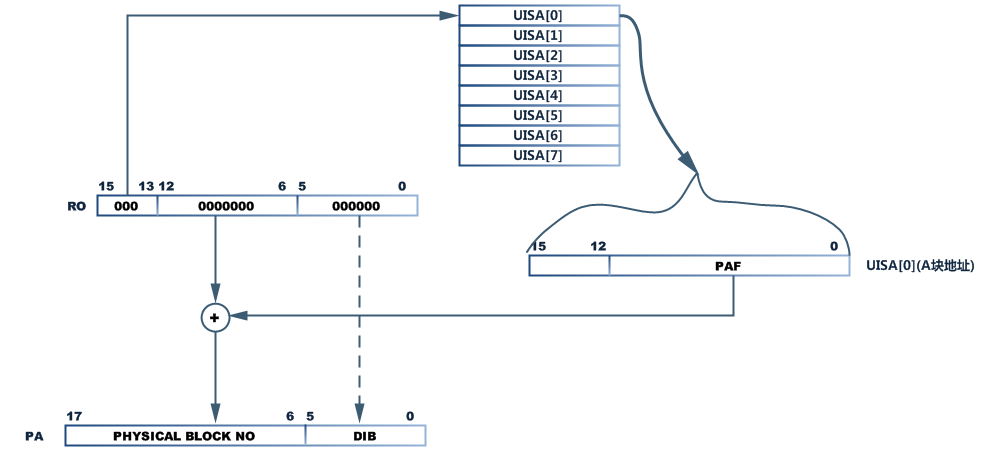 UISA[0]
UISA[1]
UISA[2]
UISA[3]
UISA[4]
UISA[5]
UISA[6]
UISA[7]
15 13 12 6 5 0
RO 000 0000000 000000
15 12 0
PAF UISA[0](A块地址)
+
17 6 5 0
PA PHYSICAL BLOCK NO DIB